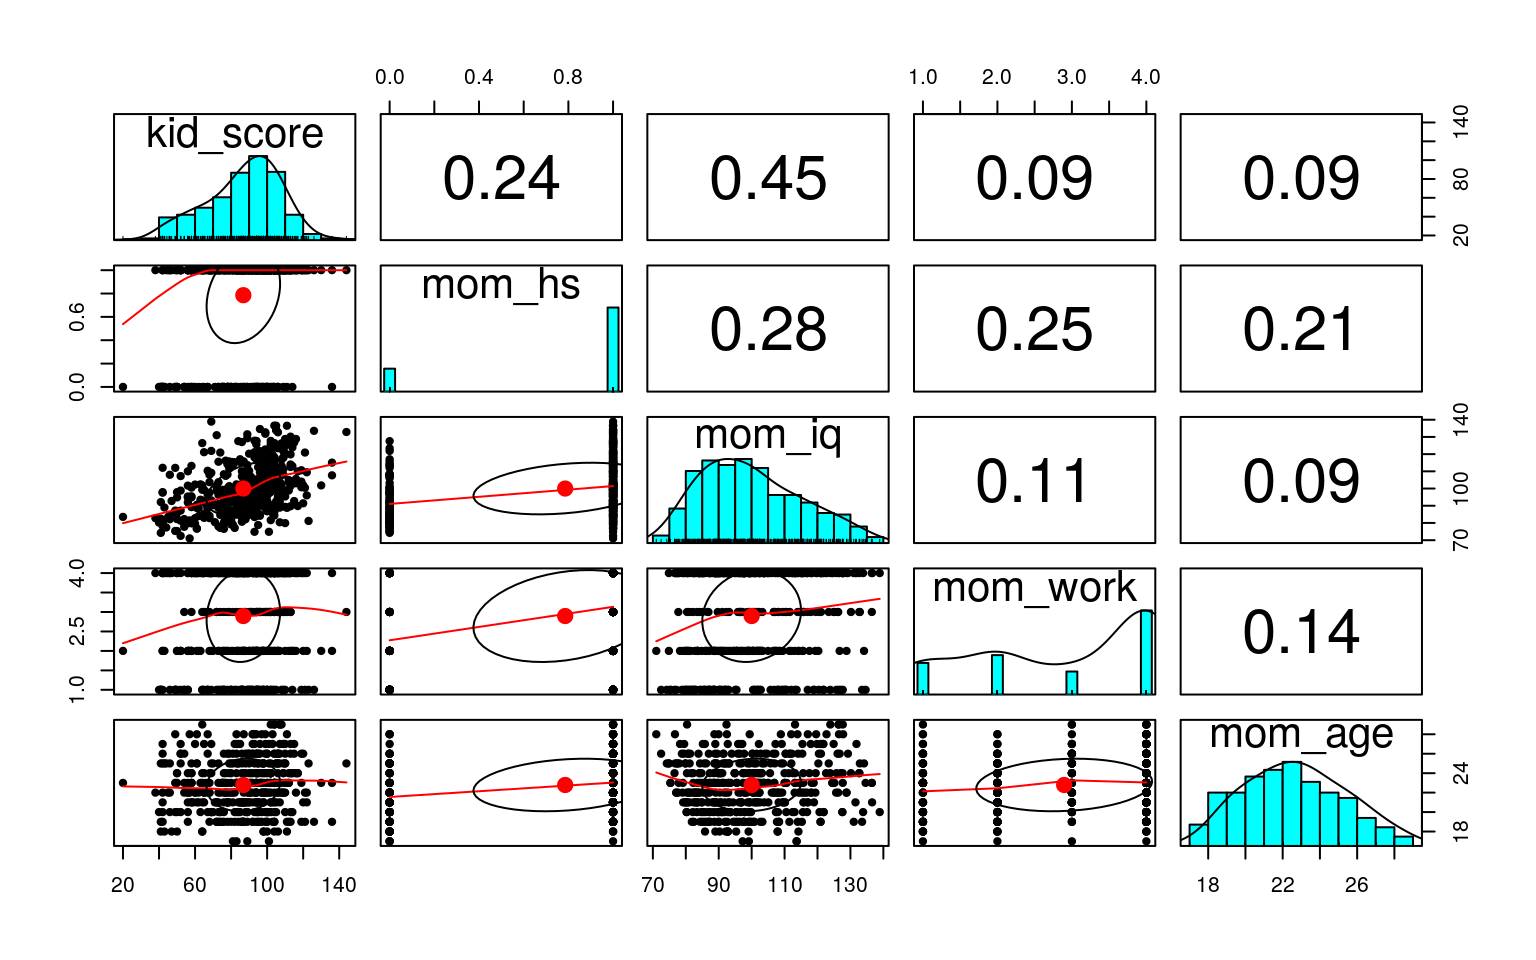 0.0 0.4 0.8 1.0 2.0 3.0 4.0
kid_score 0.24 0.45 0.09 0.09 20 80 140
0.0 0.6 mom_hs 0.28 0.25 0.21
mom_iq 0.11 0.09 70 100 140
1.0 2.5 4.0 mom_work 0.14
mom_age 18 24
20 60 100 140 70 90 110 130 18 22 26